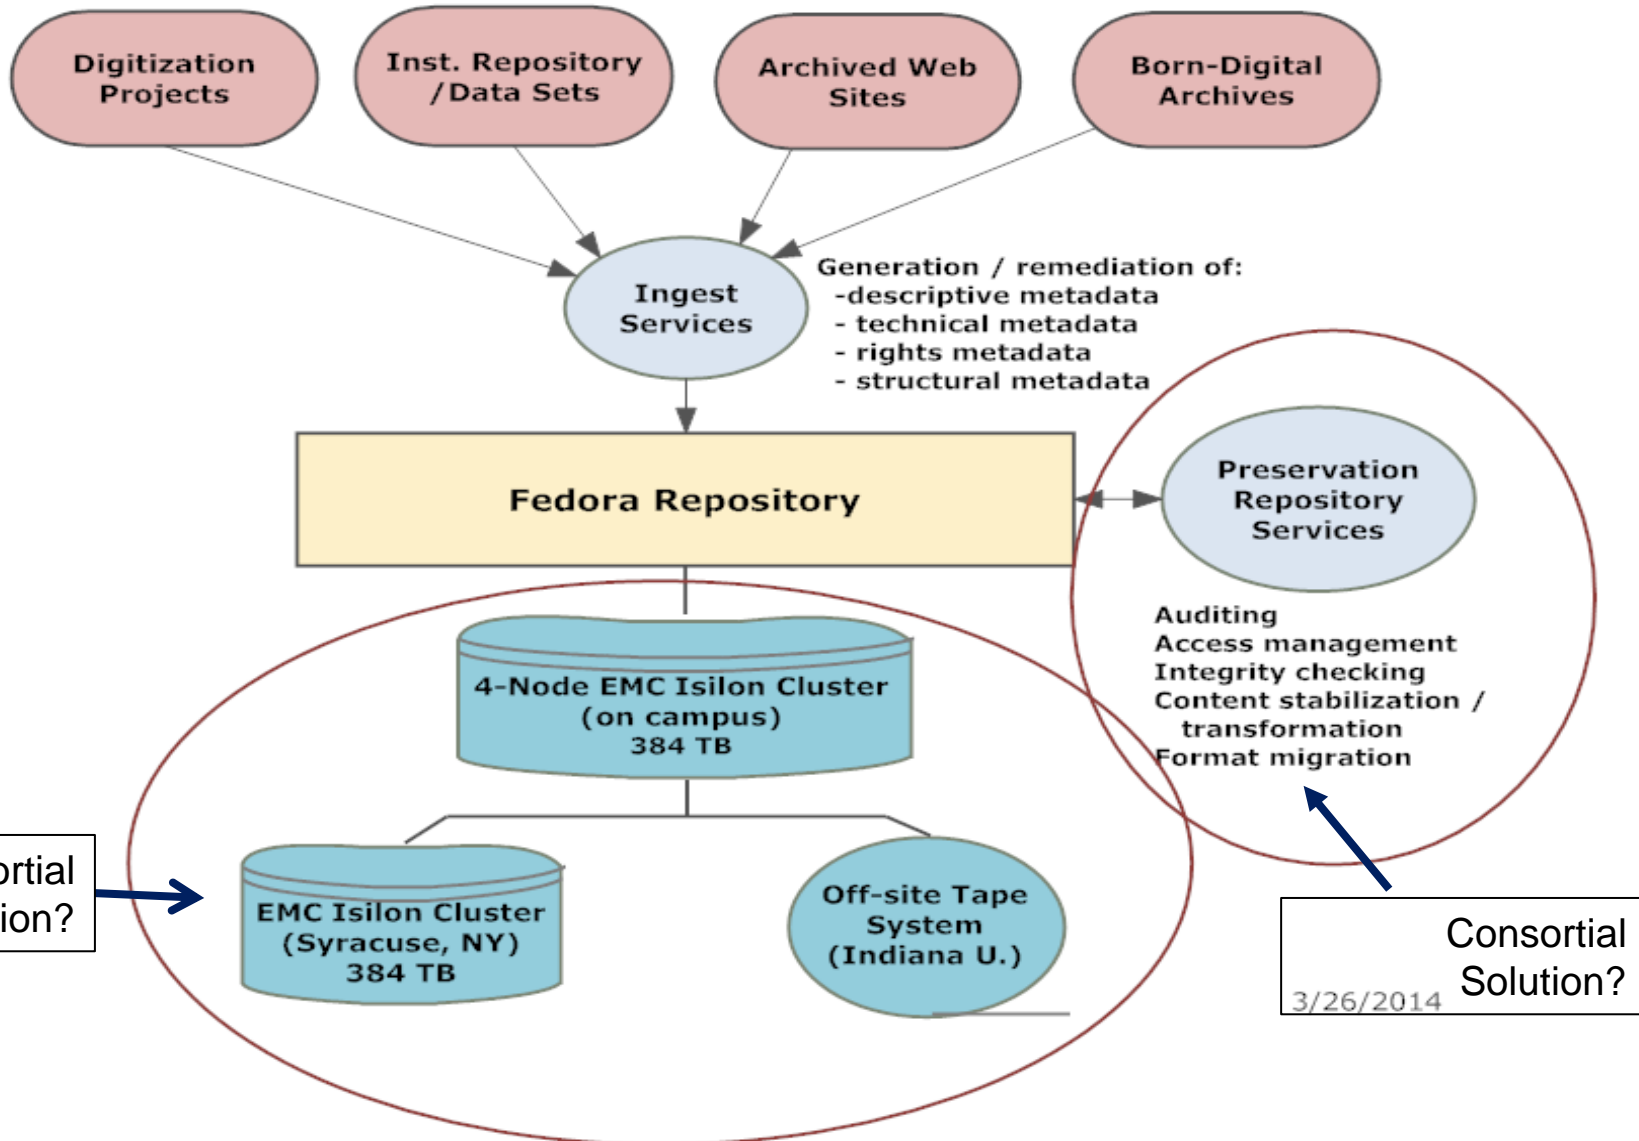 Digitization
Projects
Inst. Repository
/Data Sets
Archived Web
Sites
Born-Digital
Archives
Ingest
Services
Generation / remediation of:
-descriptive metadata
- technical metadata
- rights metadata
- structural metadata
Fedora Repository
Preservation
Repository
Services
Auditing
Access management
Integrity checking
Content stabilization /
transformation
Format migration
4-Node EMC Isilon Cluster
(on campus)
384 TB
ortial
ion?
EMC Isilon Cluster
(Syracuse, NY)
384 TB
Off-site Tape
System
(Indiana U.)
Consortial
Solution?
3/26/2014